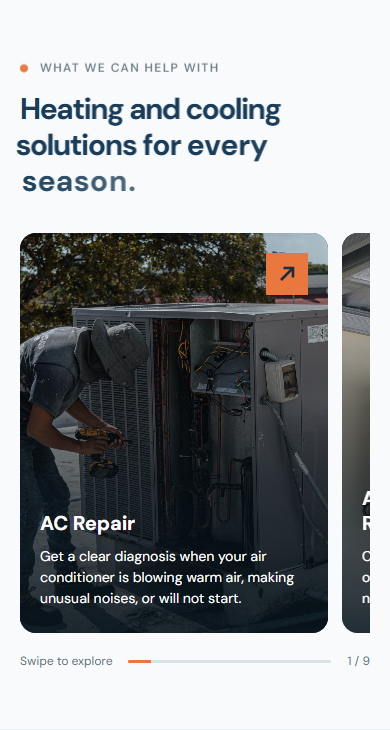 WHAT WE CAN HELP WITH
Heating and cooling
solutions for every
season.
AC Repair
Get a clear diagnosis when your air
conditioner is blowing warm air, making
unusual noises, or will not start.
Swipe to explore
1 / 9